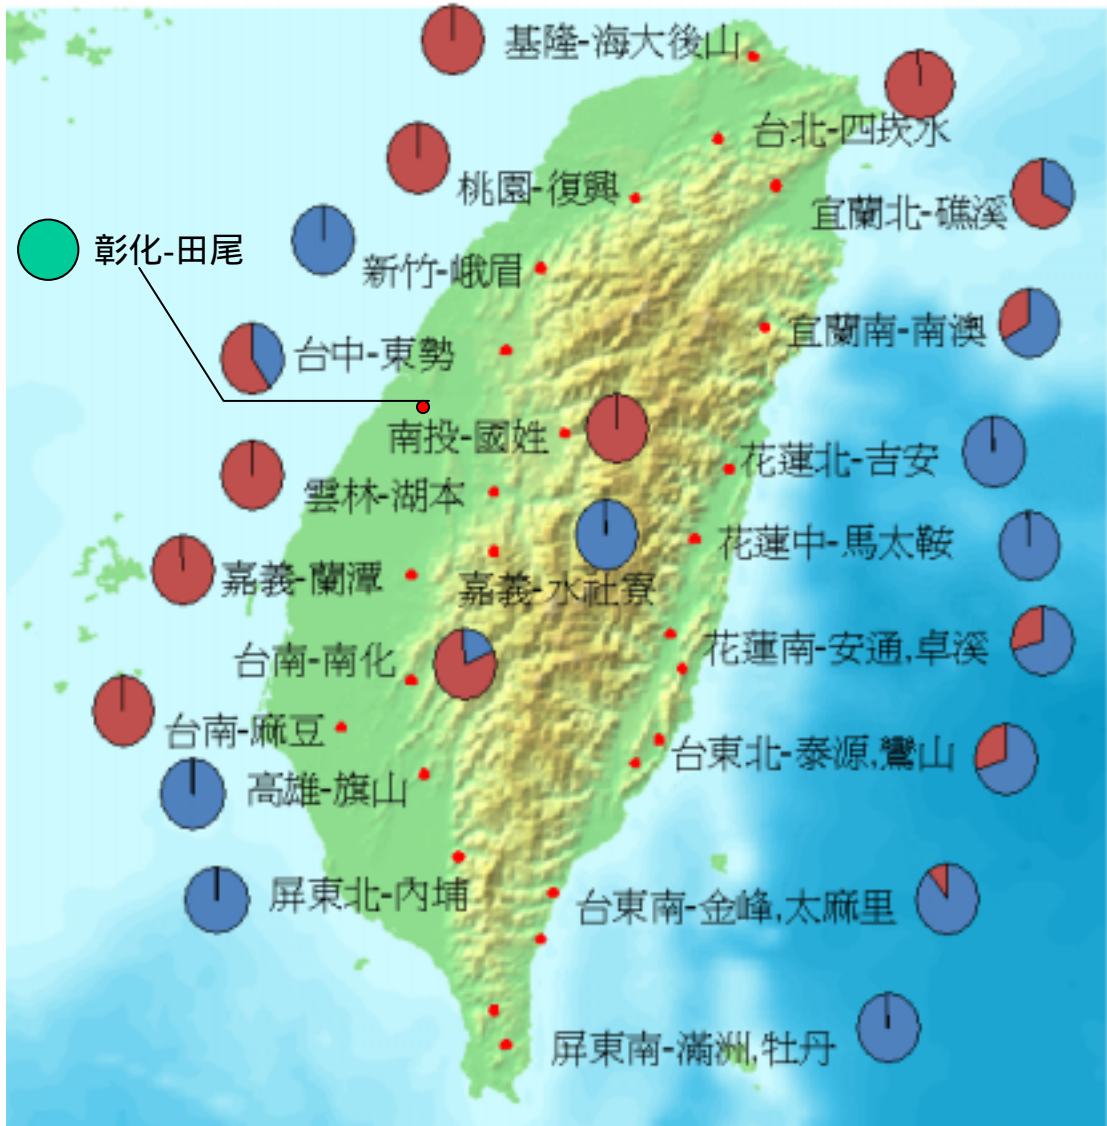 基隆-海大後山
台北-四崁水
桃園-復興
宜蘭北-礁溪
彰化-田尾
新竹-峨眉
宜蘭南-南澳
台中-東勢
南投-國姓
花蓮北-吉安
雲林-湖本
花蓮中-馬太鞍
嘉義-蘭潭
嘉義-水社寮
花蓮南-安通,卓溪
台南-南化
台南-麻豆
台東北-泰源,鸞山
高雄-旗山
屏東北-內埔
台東南-金峰,太麻里
屏東南-滿洲,牡丹